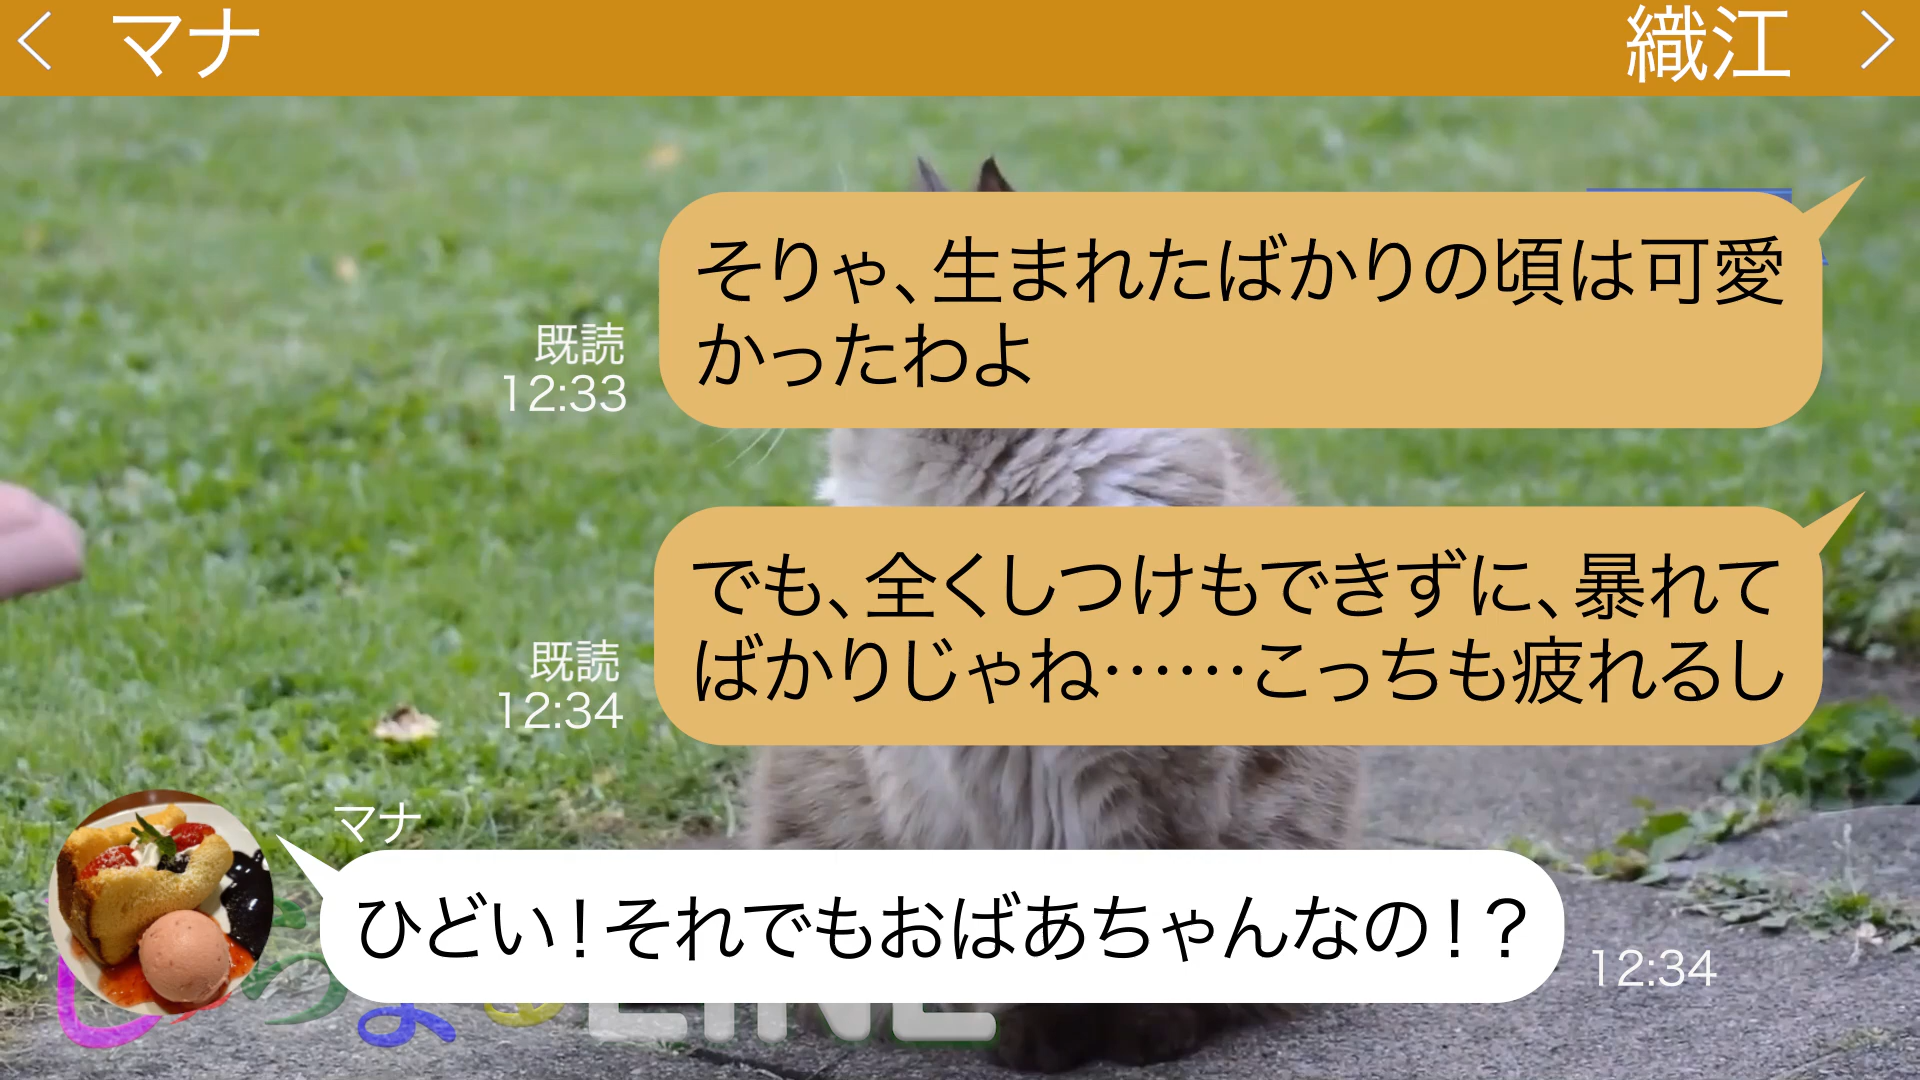 マナ
織江
そりゃ、生まれたばかりの頃は可愛
かったわよ
既読
12:33
でも、全くしつけもできずに、暴れて
ばかりじゃね……こっちも疲れるし
既読
12:34
マナ
ひどい！それでもおばあちゃんなの！？
12:34
LINE